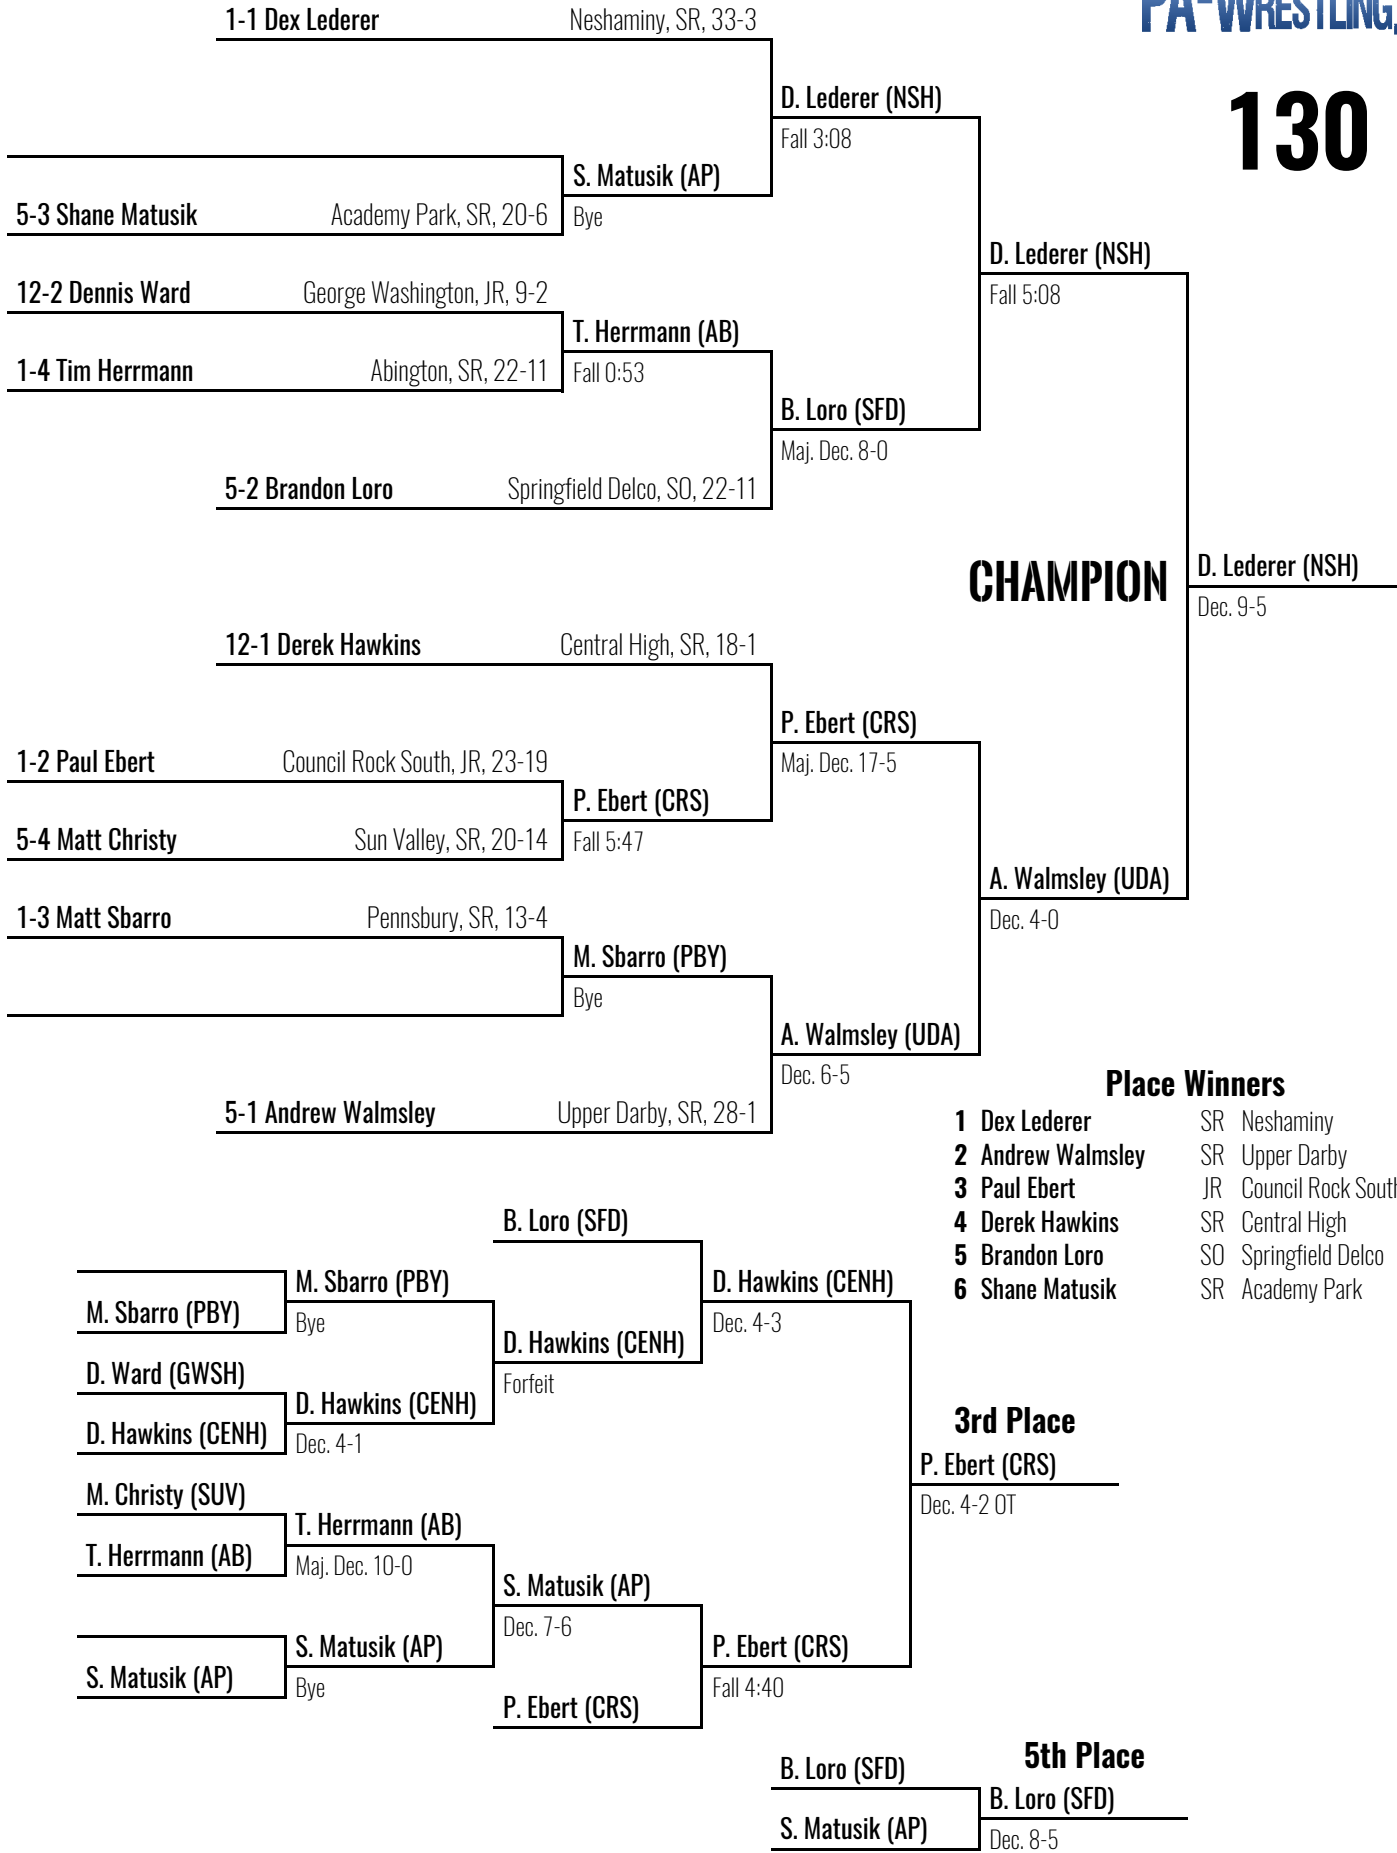 PA-WRESTLING.
130
1-1 Dex Lederer Neshaminy, SR, 33-3
D. Lederer (NSH)
Fall 3:08
S. Matusik (AP)
5-3 Shane Matusik Academy Park, SR, 20-6
Bye
D. Lederer (NSH)
Fall 5:08
12-2 Dennis Ward George Washington, JR, 9-2
T. Herrmann (AB)
1-4 Tim Herrmann Abington, SR, 22-11
Fall 0:53
B. Loro (SFD)
Maj. Dec. 8-0
5-2 Brandon Loro Springfield Delco, SO, 22-11
CHAMPION
D. Lederer (NSH)
Dec. 9-5
12-1 Derek Hawkins Central High, SR, 18-1
P. Ebert (CRS)
Maj. Dec. 17-5
1-2 Paul Ebert Council Rock South, JR, 23-19
P. Ebert (CRS)
5-4 Matt Christy Sun Valley, SR, 20-14
Fall 5:47
A. Walmsley (UDA)
Dec. 4-0
1-3 Matt Sbarro Pennsbury, SR, 13-4
M. Sbarro (PBY)
Bye
A. Walmsley (UDA)
Dec. 6-5
5-1 Andrew Walmsley Upper Darby, SR, 28-1
Place Winners
1 Dex Lederer SR Neshaminy
2 Andrew Walmsley SR Upper Darby
3 Paul Ebert JR Council Rock South
4 Derek Hawkins SR Central High
5 Brandon Loro SO Springfield Delco
6 Shane Matusik SR Academy Park
B. Loro (SFD)
M. Sbarro (PBY)
D. Hawkins (CENH)
M. Sbarro (PBY)
Bye
Dec. 4-3
D. Hawkins (CENH)
Forfeit
D. Ward (GWSH)
D. Hawkins (CENH)
D. Hawkins (CENH)
Dec. 4-1
3rd Place
P. Ebert (CRS)
Dec. 4-2 OT
M. Christy (SUV)
T. Herrmann (AB)
T. Herrmann (AB)
Maj. Dec. 10-0
S. Matusik (AP)
Dec. 7-6
S. Matusik (AP)
P. Ebert (CRS)
S. Matusik (AP)
Bye
Fall 4:40
P. Ebert (CRS)
5th Place
B. Loro (SFD)
B. Loro (SFD)
S. Matusik (AP)
Dec. 8-5